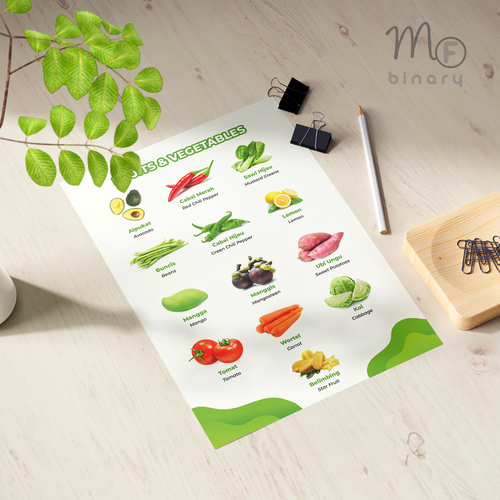 MF
binary
ITS & VEGETABLES
Alpukat
Avocado
Cabai Merah
Red Chili Pepper
Sawi Hijau
Mustard Greens
Buncis
Beans
Cabai Hijau
Green Chili Pepper
Lemon
Lemon
Mangga
Mango
Manggis
Mangosteen
Ubi Ungu
Sweet Potatoes
Tomat
Tomato
Wortel
Carrot
Kol
Cabbage
Belimbing
Star Fruit